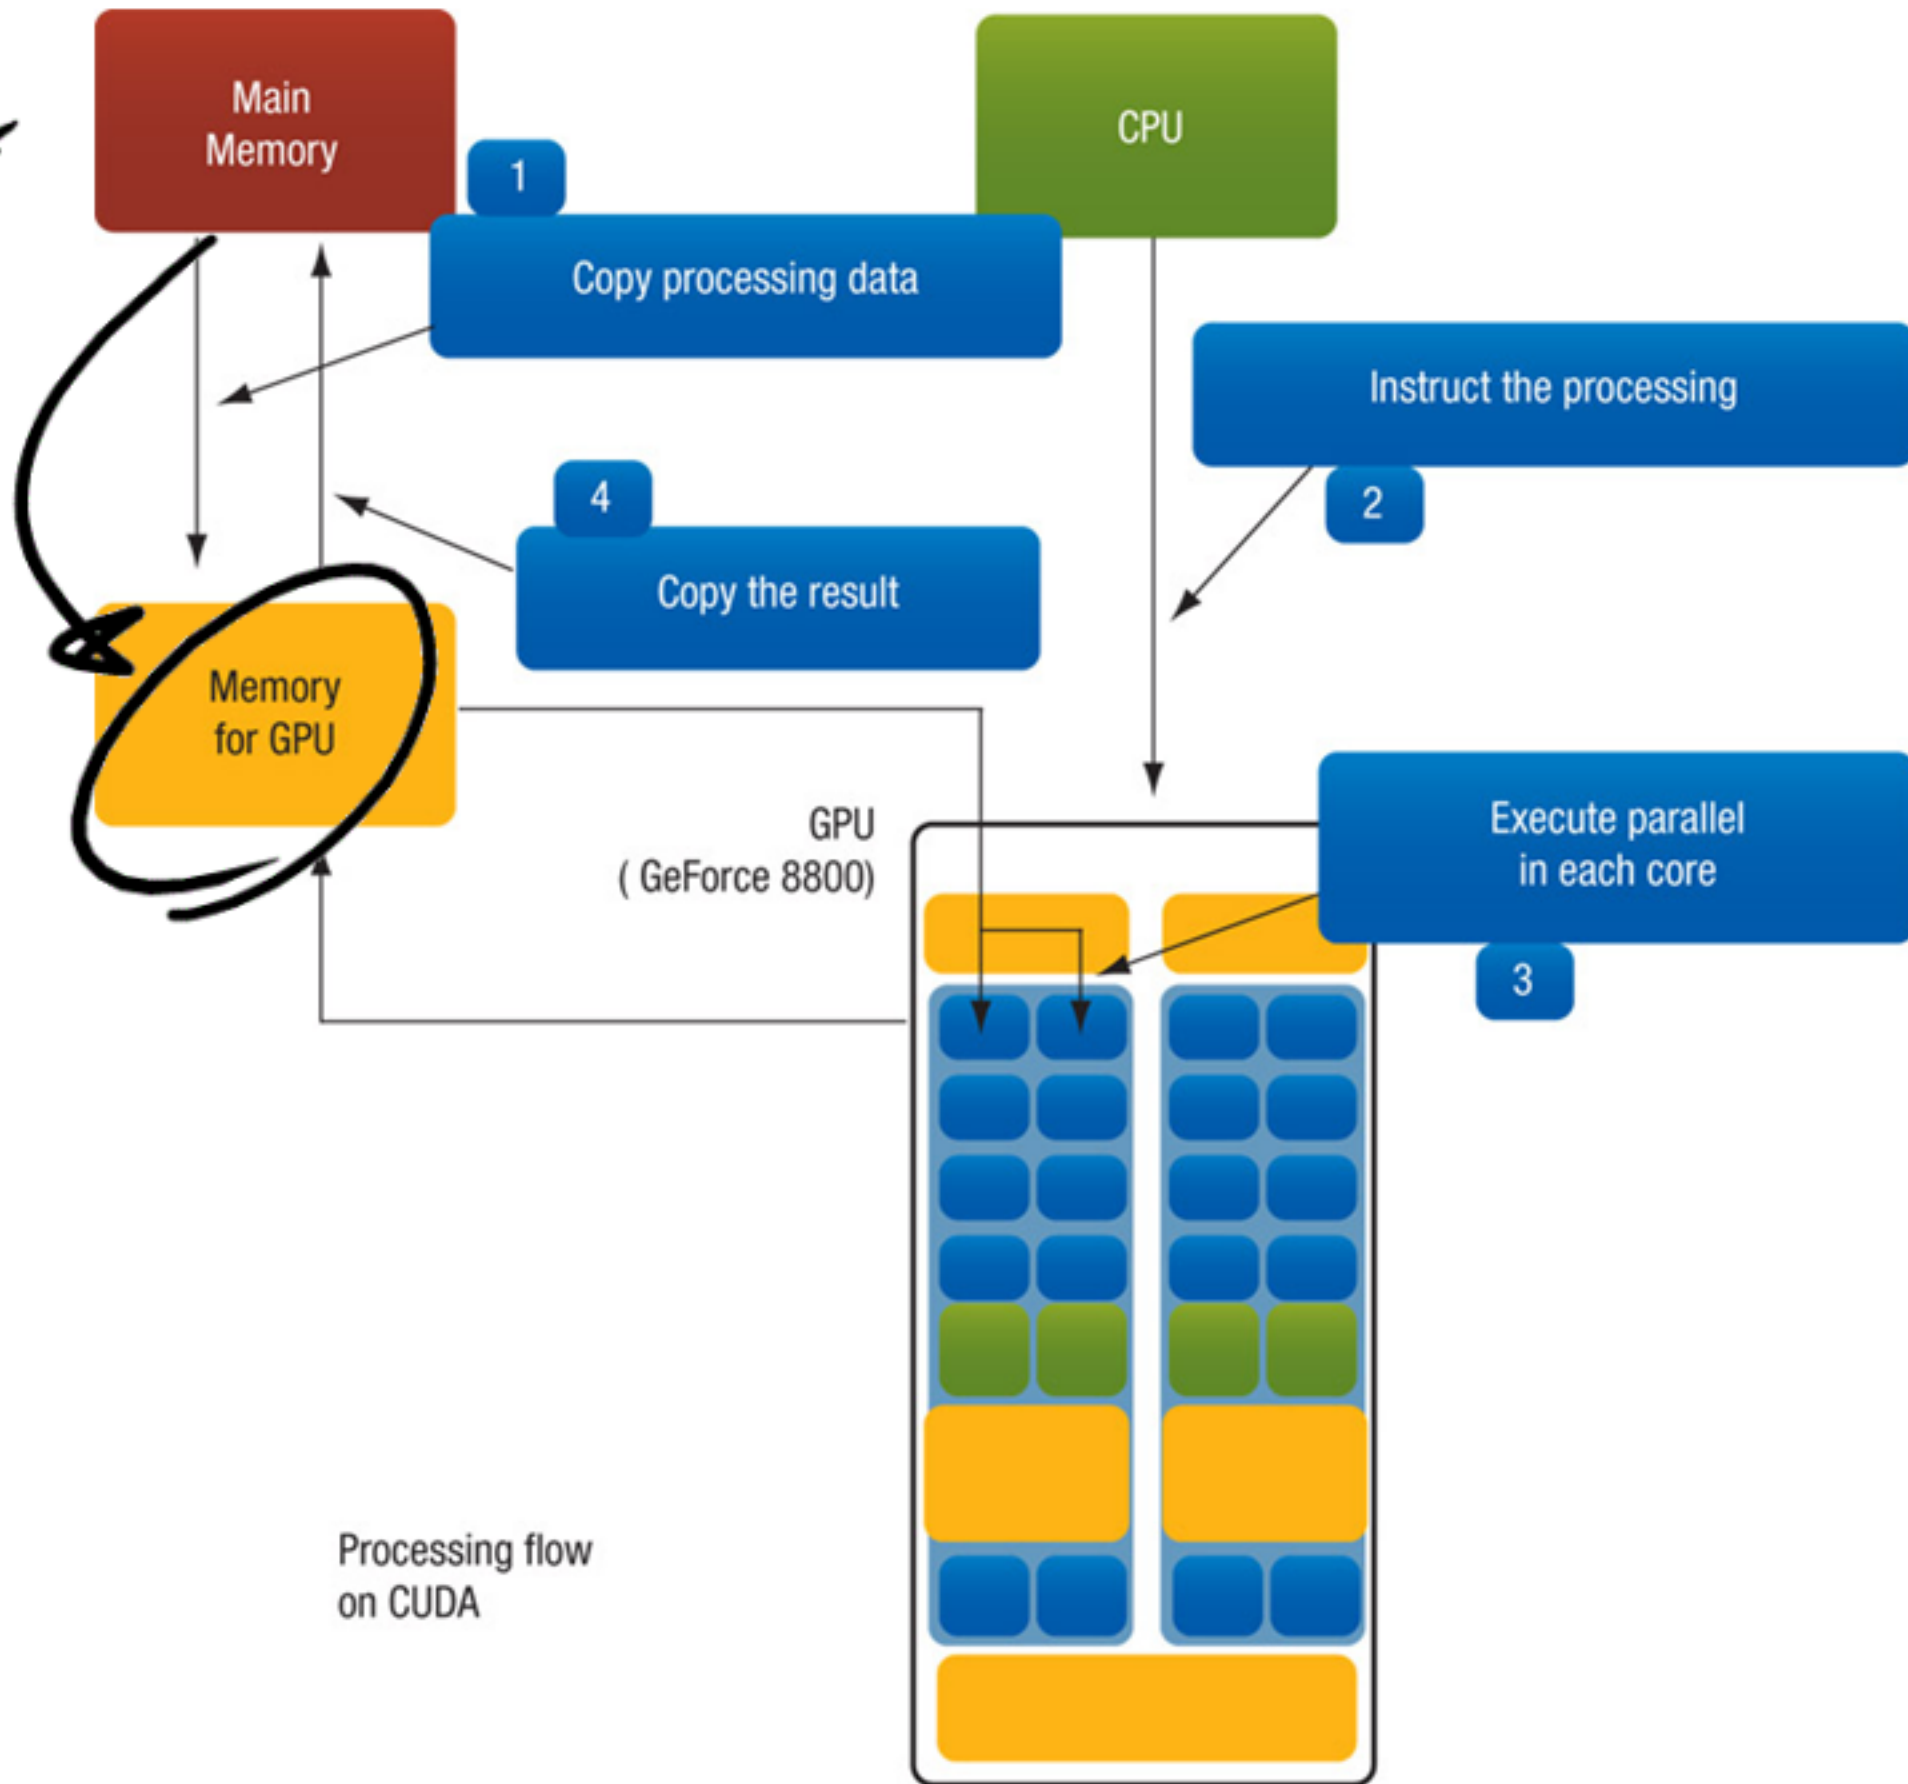 Main
Memory
CPU
1
Copy processing data
Instruct the processing
2
4
Copy the result
Memory
for GPU
GPU
( GeForce 8800)
Execute parallel
in each core
3
Processing flow
on CUDA